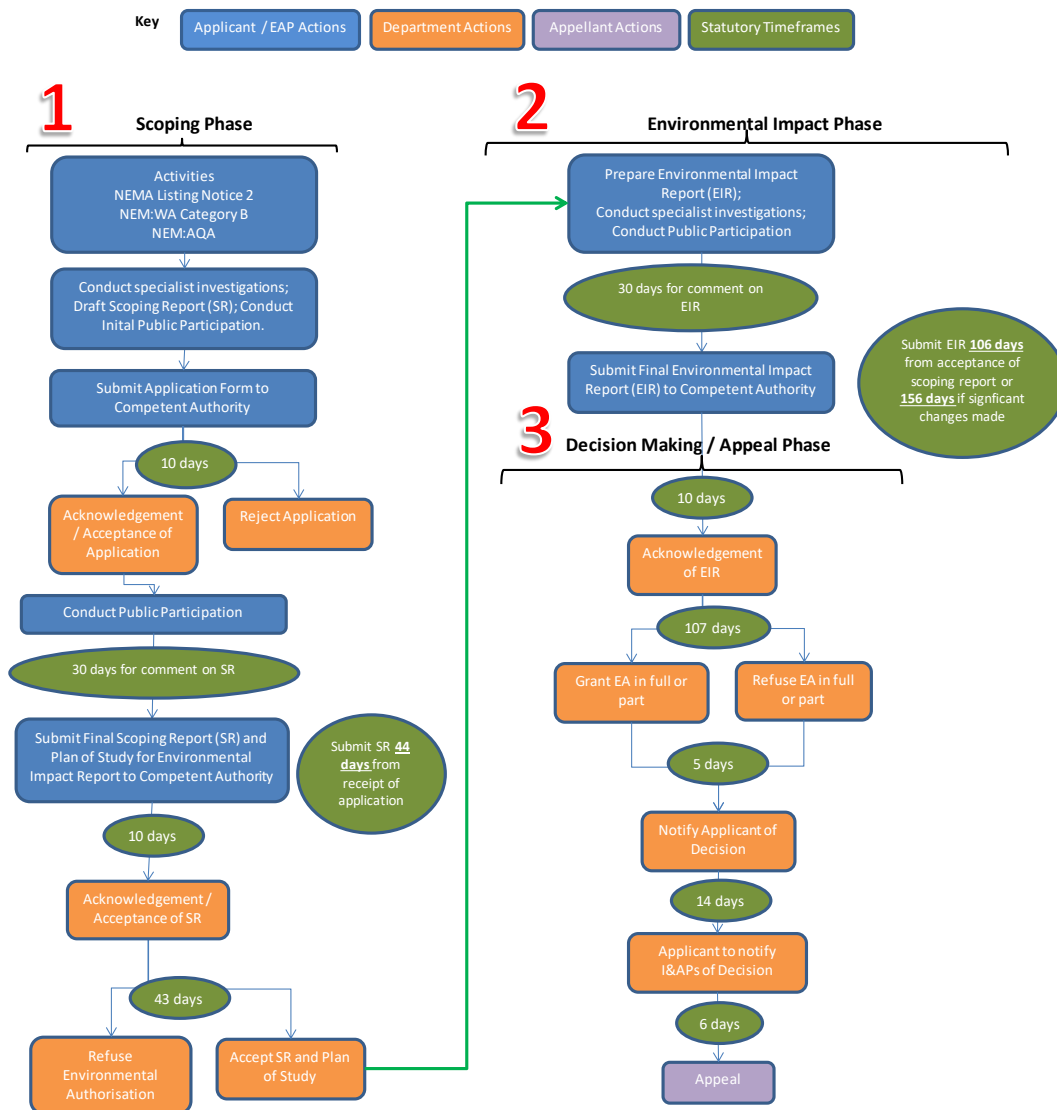 Key
Applicant / EAP Actions
Department Actions
Appellant Actions
Statutory Timeframes
1
Scoping Phase
Activities
NEMA Listing Notice 2
NEM:WA Category B
NEM:AQA
Conduct specialist investigations;
Draft Scoping Report (SR); Conduct
Inital Public Participation.
Submit Application Form to
Competent Authority
10 days
Acknowledgement
/ Acceptance of
Application
Reject Application
Conduct Public Participation
30 days for comment on SR
Submit Final Scoping Report (SR) and
Plan of Study for Environmental
Impact Report to Competent Authority
Submit SR 44
days from
receipt of
application
10 days
Acknowledgement /
Acceptance of SR
43 days
Refuse
Environmental
Authorisation
Accept SR and Plan
of Study
2
Environmental Impact Phase
Prepare Environmental Impact
Report (EIR);
Conduct specialist investigations;
Conduct Public Participation
30 days for comment on
EIR
Submit Final Environmental Impact
Report (EIR) to Competent Authority
Submit EIR 106 days
from acceptance of
scoping report or
156 days if signficant
changes made
3
Decision Making / Appeal Phase
10 days
Acknowledgement
of EIR
107 days
Grant EA in full or
part
Refuse EA in full
or part
5 days
Notify Applicant of
Decision
14 days
Applicant to notify
I&APs of Decision
6 days
Appeal